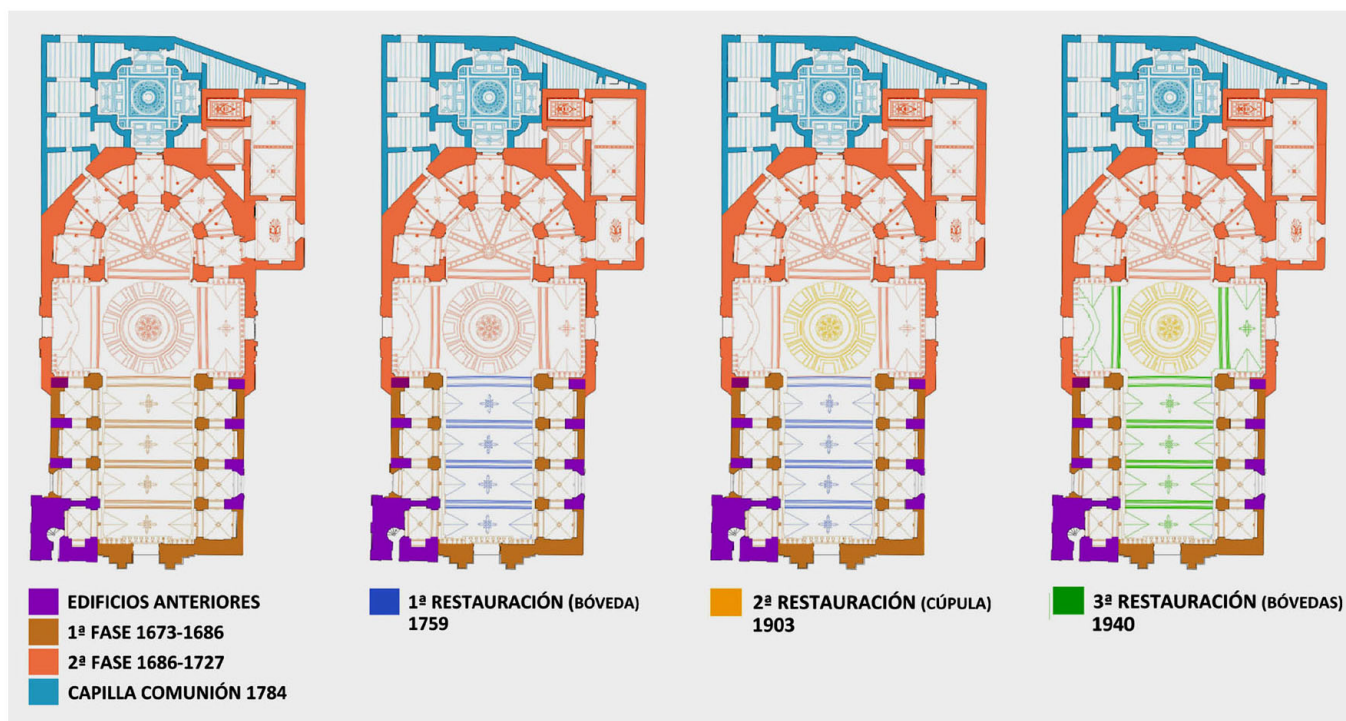 EDIFICIOS ANTERIORES
1ª FASE 1673-1686
2ª FASE 1686-1727
CAPILLA COMUNIÓN 1784
1ª RESTAURACIÓN (BÓVEDA)
1759
2ª RESTAURACIÓN (CÚPULA)
1903
3ª RESTAURACIÓN (BÓVEDAS)
1940